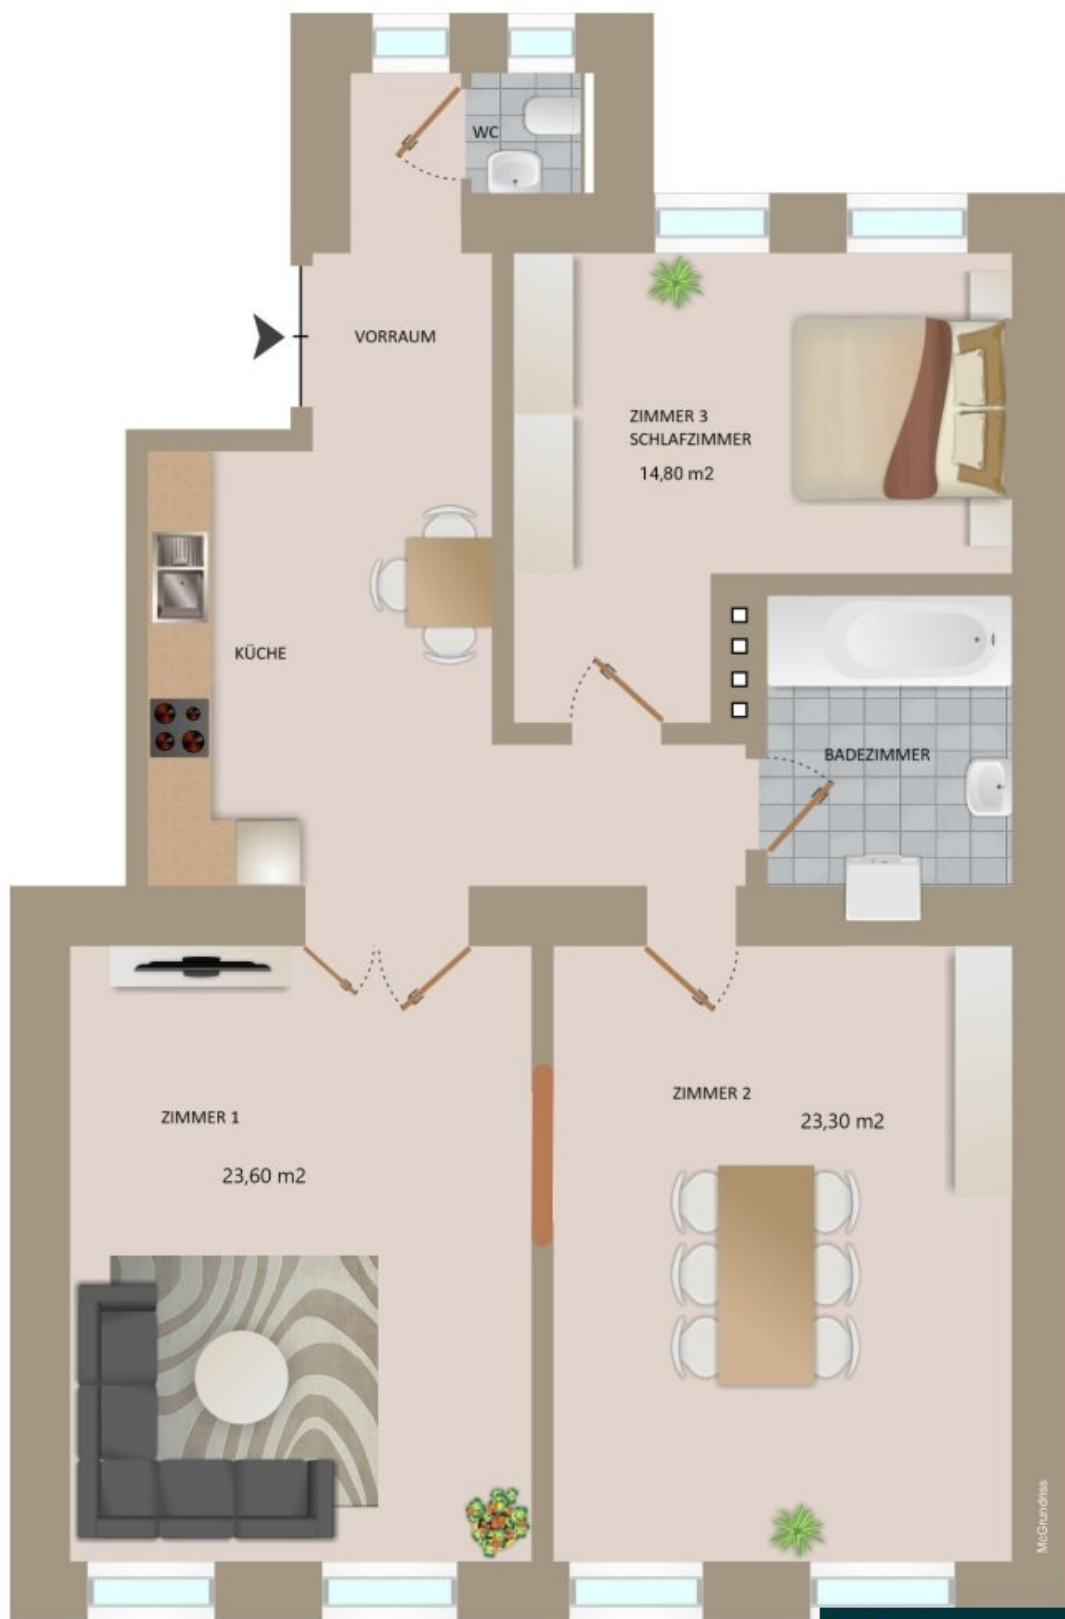 WC
VORRAUM
ZIMMER 3
SCHLAFZIMMER
14,80 m2
KÜCHE
BADEZIMMER
ZIMMER 1
23,60 m2
ZIMMER 2
23,30 m2
McGrundriss